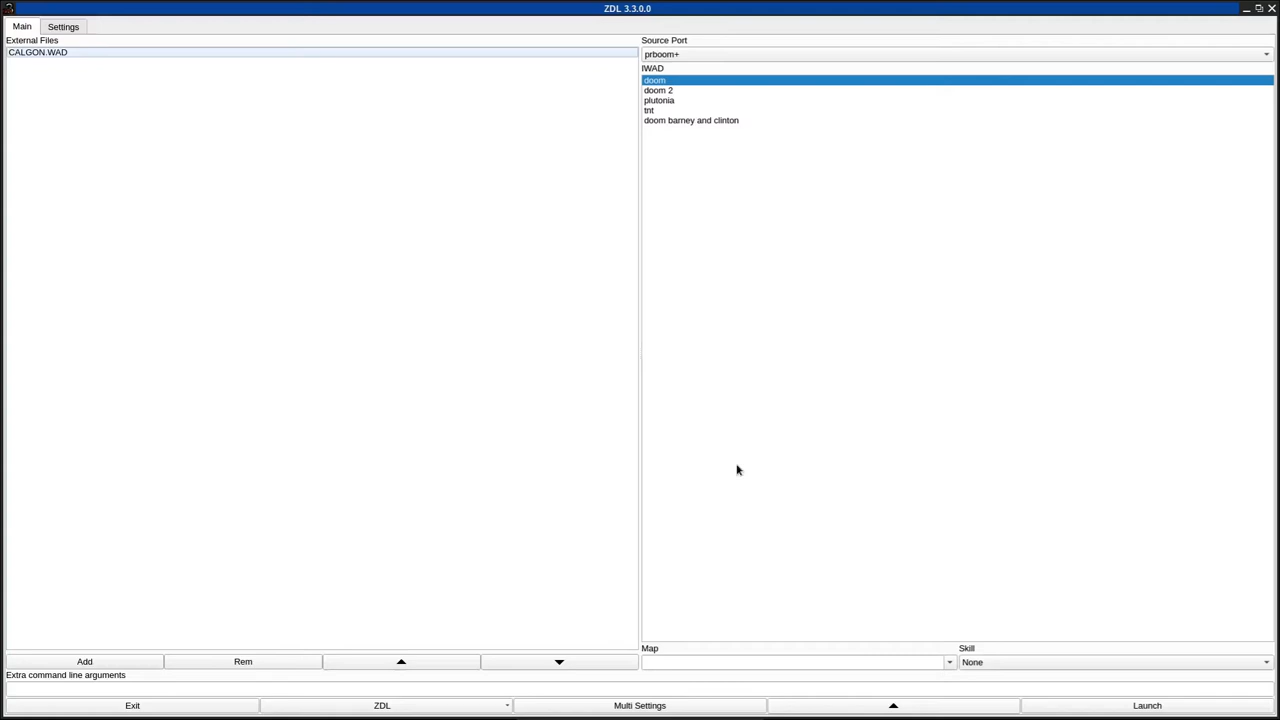 ZDL 3.3.0.0
Main
Settings
External Files
CALGON.WAD
Source Port
prboom+
IWAD
doom
doom 2
plutonia
tnt
doom barney and clinton
Map
Skill
None
Add
Rem
Extra command line arguments
Exit
ZDL
Multi Settings
Launch